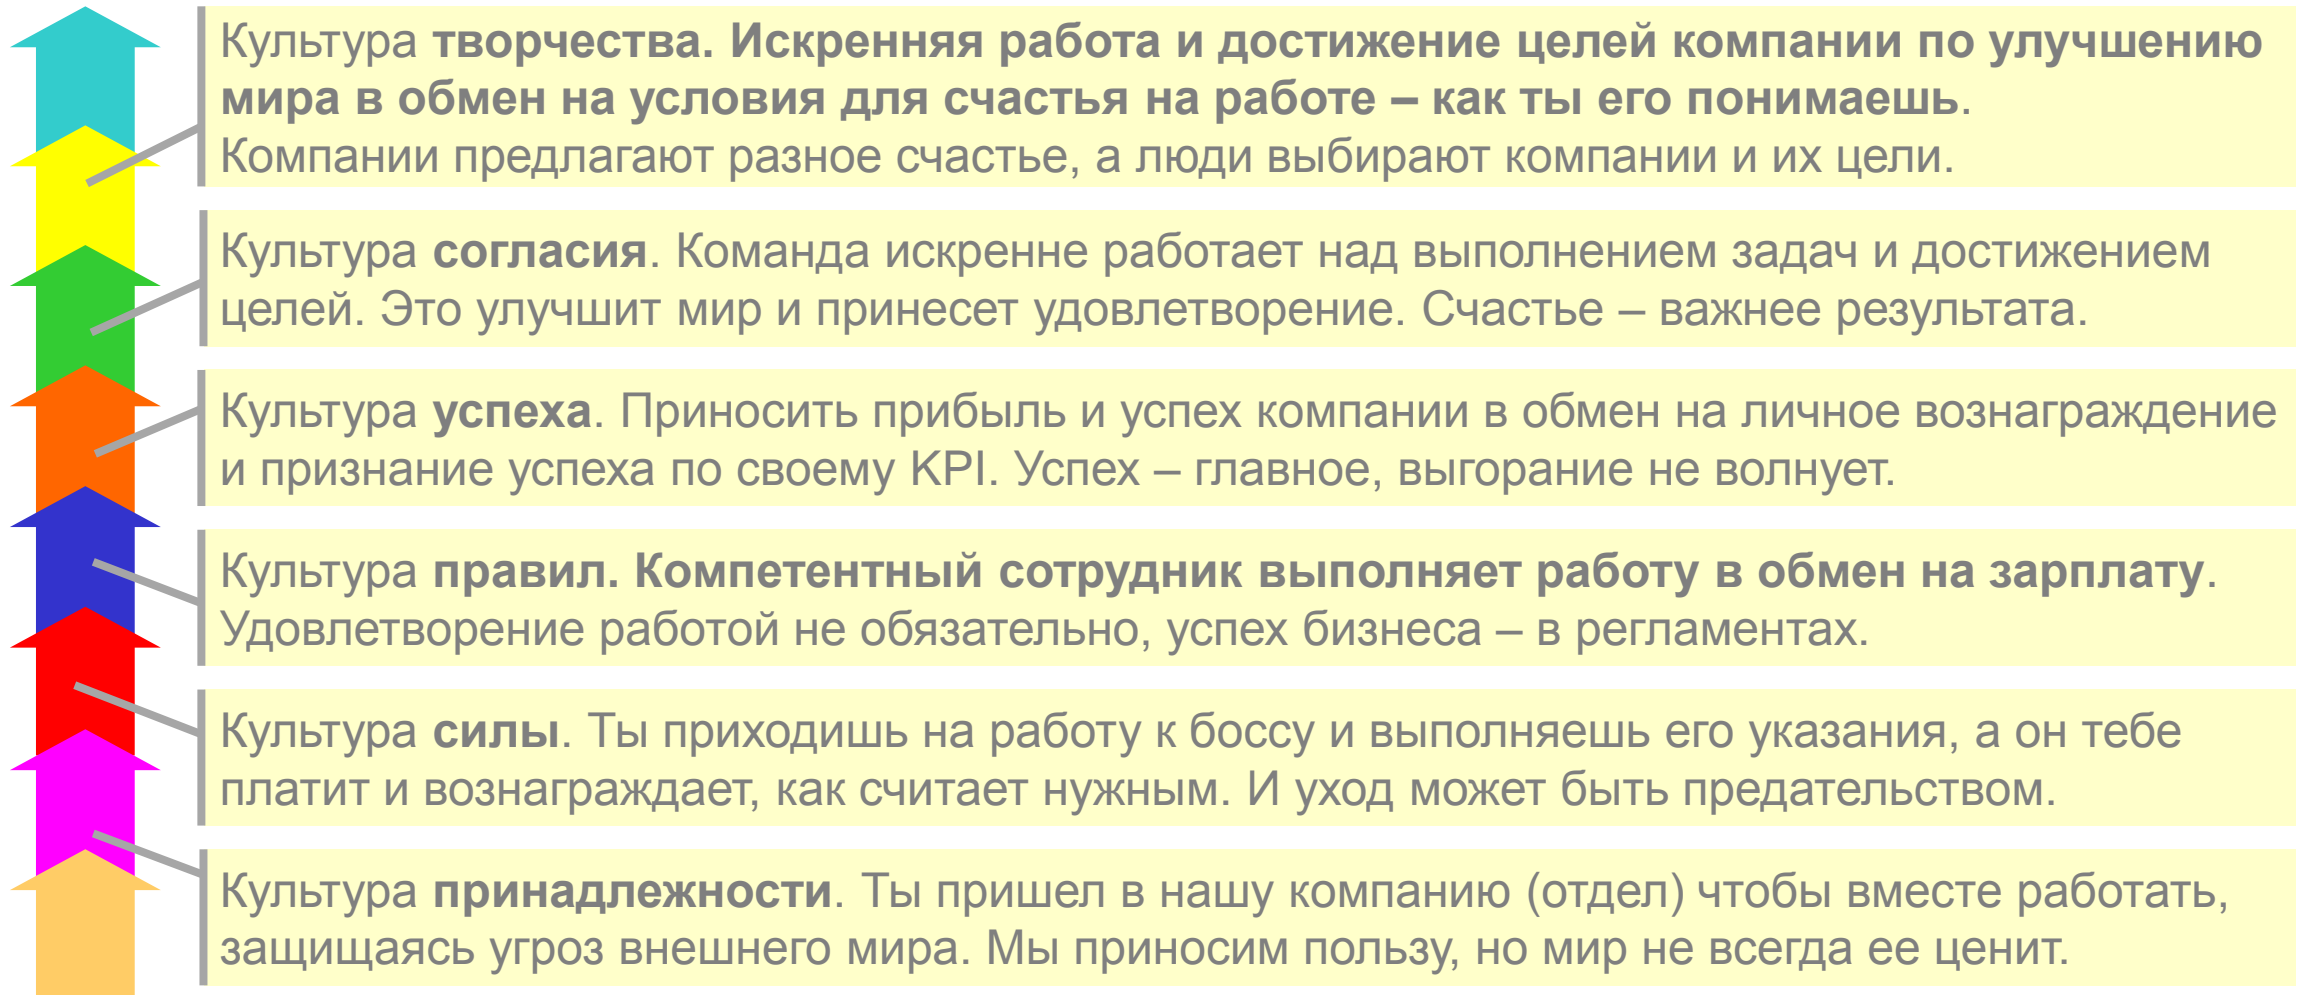 Культура творчества. Искренняя работа и достижение целей компании по улучшению
мира в обмен на условия для счастья на работе – как ты его понимаешь.
Компании предлагают разное счастье, а люди выбирают компании и их цели.
Культура согласия. Команда искренне работает над выполнением задач и достижением
целей. Это улучшит мир и принесет удовлетворение. Счастье – важнее результата.
Культура успеха. Приносить прибыль и успех компании в обмен на личное вознаграждение
и признание успеха по своему KPI. Успех – главное, выгорание не волнует.
Культура правил. Компетентный сотрудник выполняет работу в обмен на зарплату.
Удовлетворение работой не обязательно, успех бизнеса – в регламентах.
Культура силы. Ты приходишь на работу к боссу и выполняешь его указания, а он тебе
платит и вознаграждает, как считает нужным. И уход может быть предательством.
Культура принадлежности. Ты пришел в нашу компанию (отдел) чтобы вместе работать,
защищаясь угроз внешнего мира. Мы приносим пользу, но мир не всегда ее ценит.